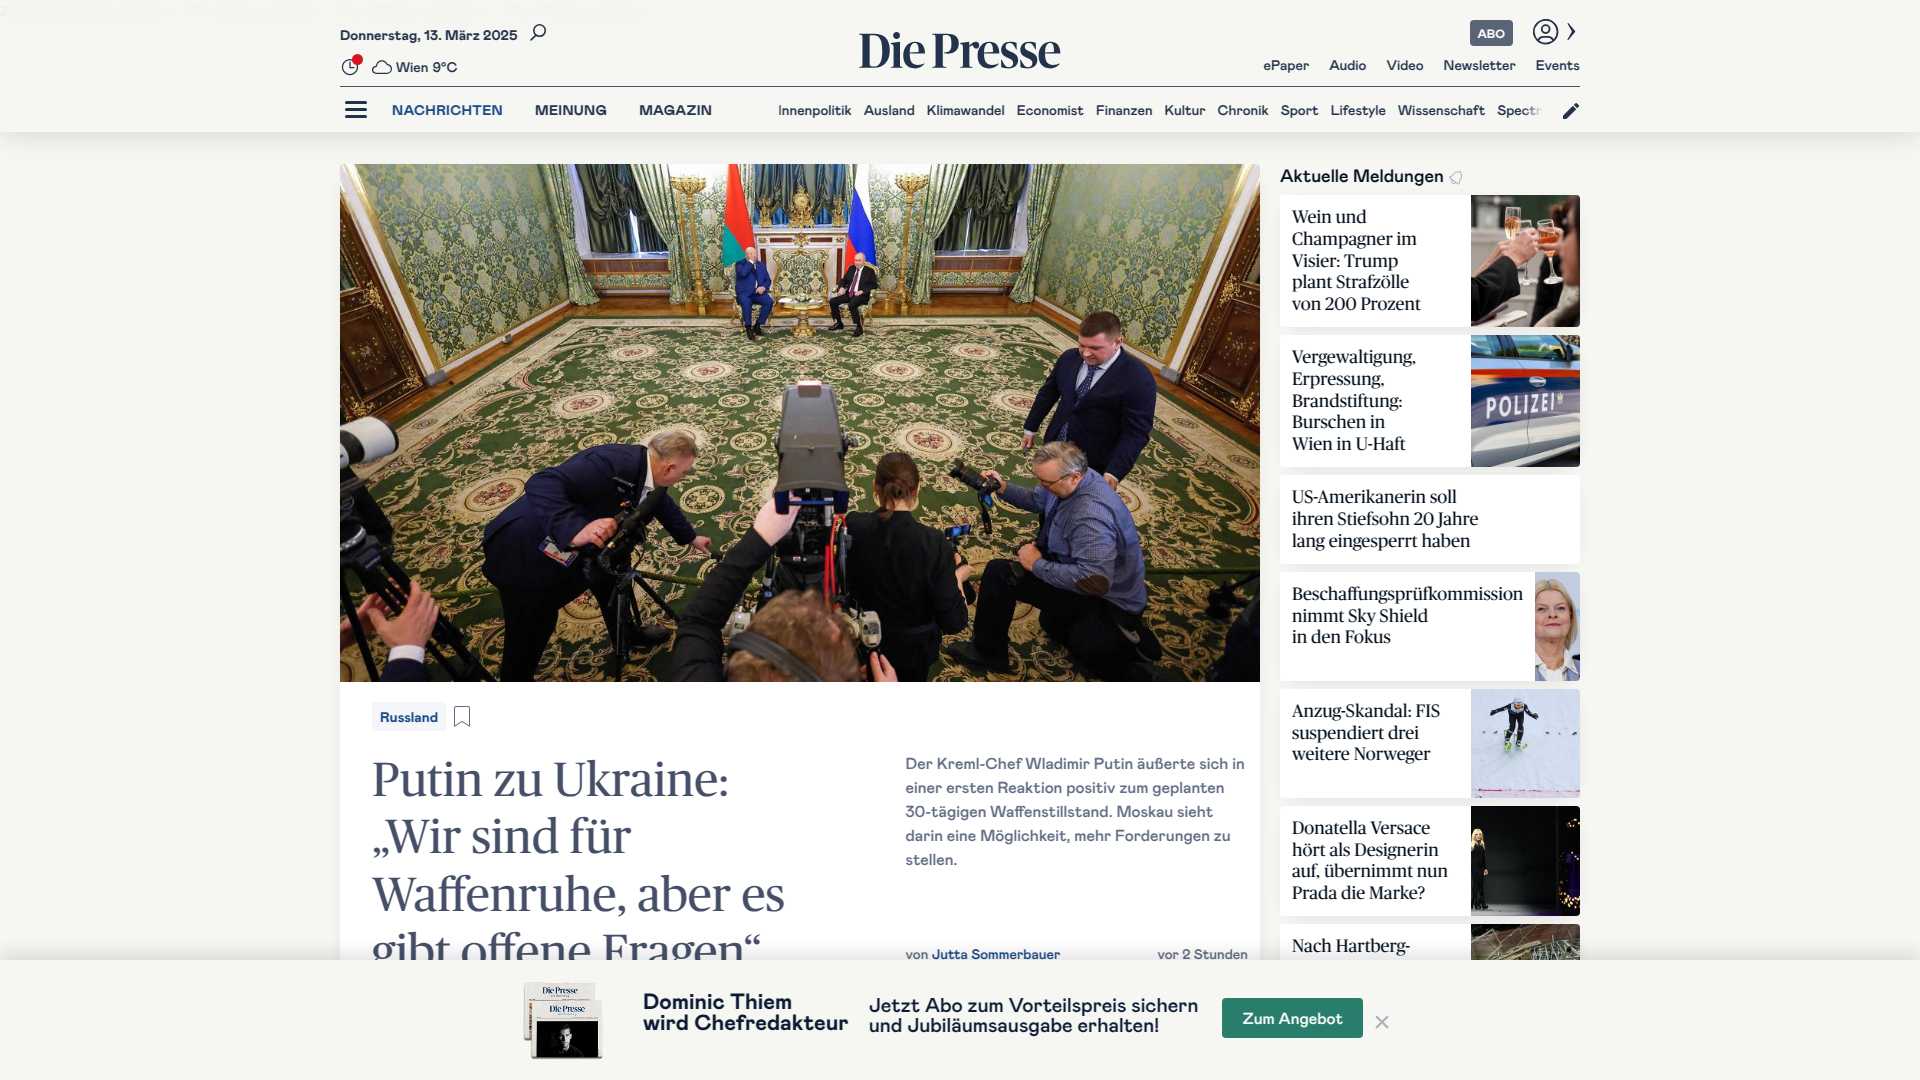 Donnerstag, 13. März 2025
Wien 9°C
Die Presse
ABO
ePaper Audio Video Newsletter Events
NACHRICHTEN MEINUNG MAGAZIN
Innenpolitik Ausland Klimawandel Economist Finanzen Kultur Chronik Sport Lifestyle Wissenschaft Spectr
Russland
Putin zu Ukraine:
„Wir sind für
Waffenruhe, aber es
gibt offene Fragen“
Der Kreml-Chef Wladimir Putin äußerte sich in
einer ersten Reaktion positiv zum geplanten
30-tägigen Waffenstillstand. Moskau sieht
darin eine Möglichkeit, mehr Forderungen zu
stellen.
von Jutta Sommerbauer
vor 2 Stunden
Aktuelle Meldungen
Wein und
Champagner im
Visier: Trump
plant Strafzölle
von 200 Prozent
Vergewaltigung,
Erpressung,
Brandstiftung:
Burschen in
Wien in U-Haft
POLIZEI
US-Amerikanerin soll
ihren Stiefsohn 20 Jahre
lang eingesperrt haben
Beschaffungsprüfkommission
nimmt Sky Shield
in den Fokus
Anzug-Skandal: FIS
suspendiert drei
weitere Norweger
Donatella Versace
hört als Designerin
auf, übernimmt nun
Prada die Marke?
Nach Hartberg-
Die Presse
Die Presse
Dominic Thiem
wird Chefredakteur
Jetzt Abo zum Vorteilspreis sichern
und Jubiläumsausgabe erhalten!
Zum Angebot